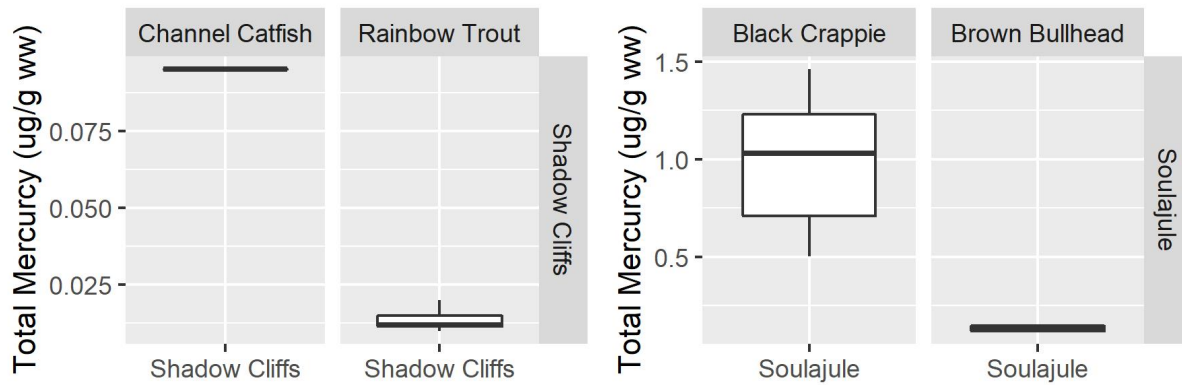 Channel Catfish
Rainbow Trout
Total Mercurcy (ug/g ww)
0.075
0.050
0.025
Shadow Cliffs
Shadow Cliffs
Shadow Cliffs
Black Crappie
Brown Bullhead
Total Mercurcy (ug/g ww)
1.5
1.0
0.5
Soulajule
Soulajule
Soulajule